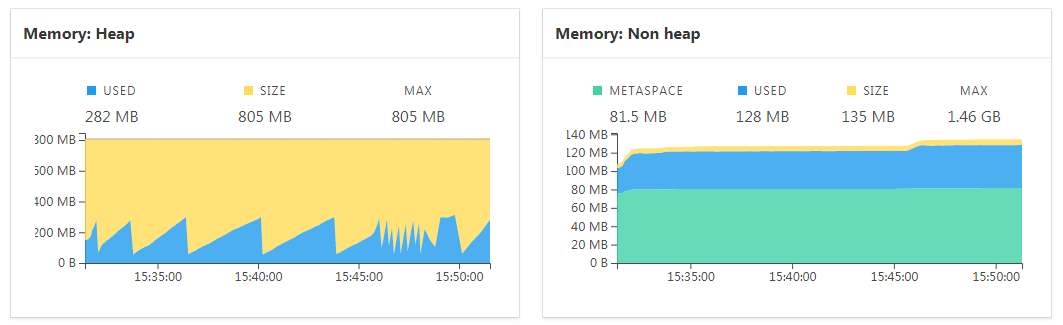 Memory: Heap
USED SIZE MAX
282 MB 805 MB 805 MB
800 MB
600 MB
400 MB
200 MB
0 B
15:35:00 15:40:00 15:45:00 15:50:00
Memory: Non heap
METASPACE USED SIZE MAX
81.5 MB 128 MB 135 MB 1.46 GB
140 MB
120 MB
100 MB
80 MB
60 MB
40 MB
20 MB
0 B
15:35:00 15:40:00 15:45:00 15:50:00